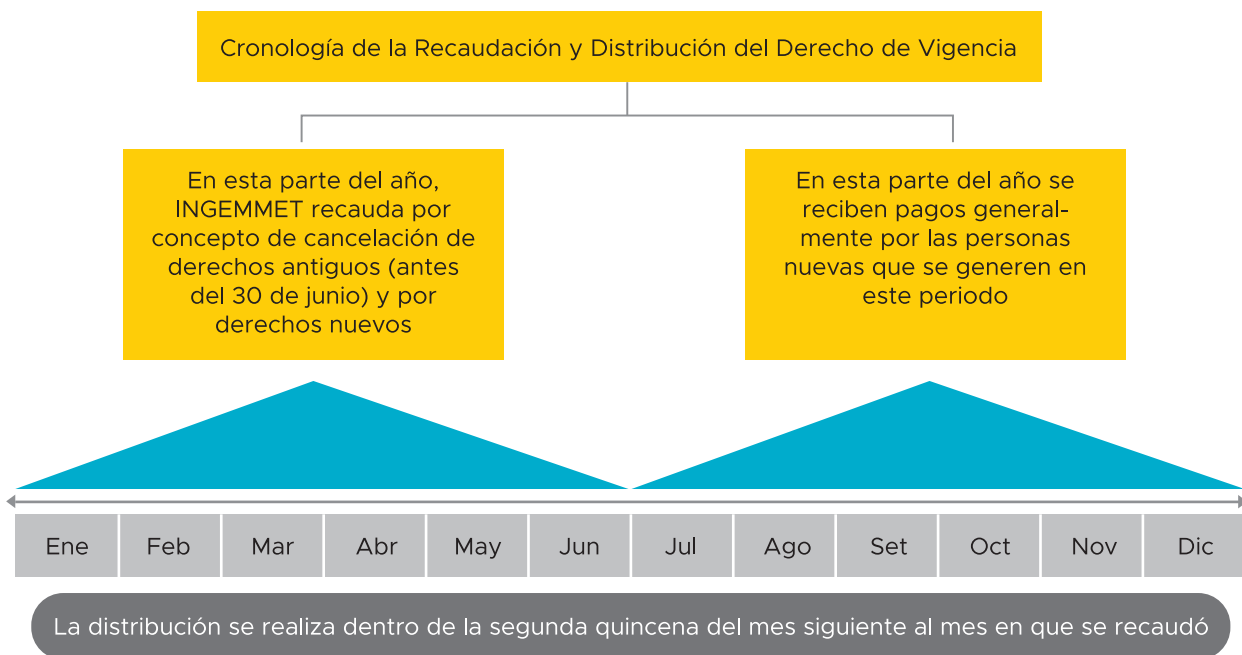 Cronología de la Recaudación y Distribución del Derecho de Vigencia
En esta parte del año,
INGEMMET recauda por
concepto de cancelación de
derechos antiguos (antes
del 30 de junio) y por
derechos nuevos
En esta parte del año se
reciben pagos general-
mente por las personas
nuevas que se generen en
este periodo
Ene Feb Mar Abr May Jun Jul Ago Set Oct Nov Dic
La distribución se realiza dentro de la segunda quincena del mes siguiente al mes en que se recaudó